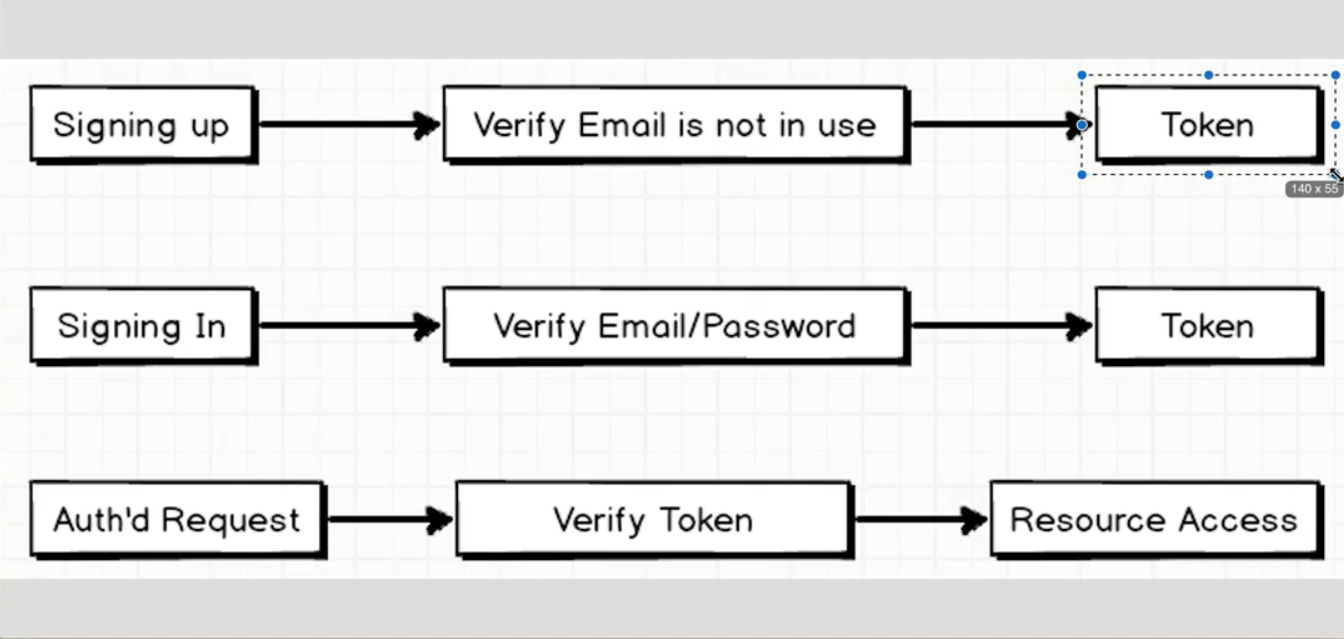 Signing up
Verify Email is not in use
Token
140 x 55
Signing In
Verify Email/Password
Token
Auth'd Request
Verify Token
Resource Access